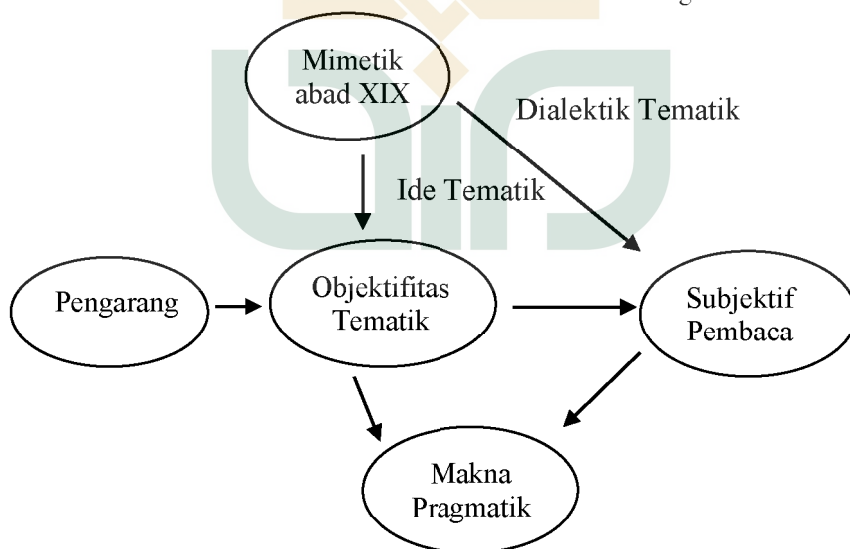 Mimetik
abad XIX
Dialektik Tematik
Ide Tematik
Pengarang
Objektifitas
Tematik
Subjektif
Pembaca
Makna
Pragmatik